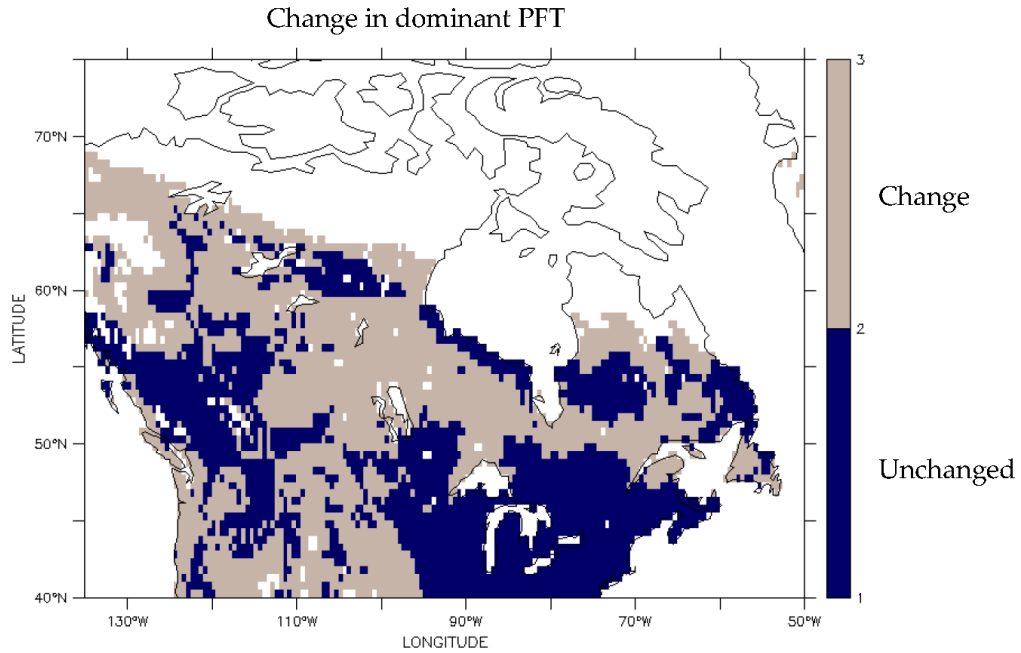 Change in dominant PFT
3
70°N
Change
60°N
LATITUDE
2
50°N
Unchanged
40°N
1
130°W
110°W
90°W
70°W
50°W
LONGITUDE